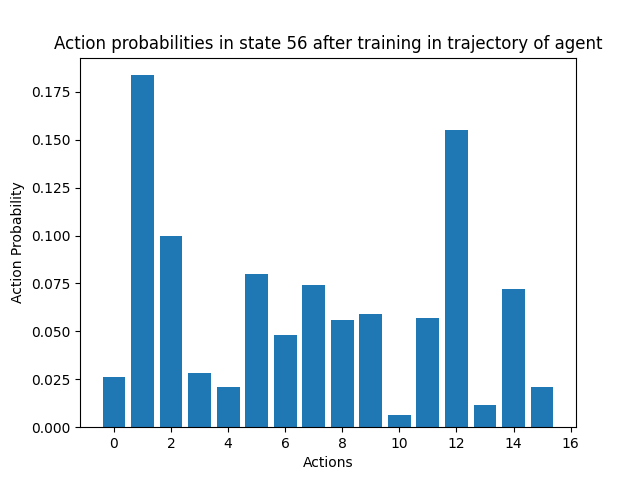 Action probabilities in state 56 after training in trajectory of agent
0.175
0.150
0.125
0.100
0.075
0.050
0.025
0.000
Action Probability
0 2 4 6 8 10 12 14 16
Actions